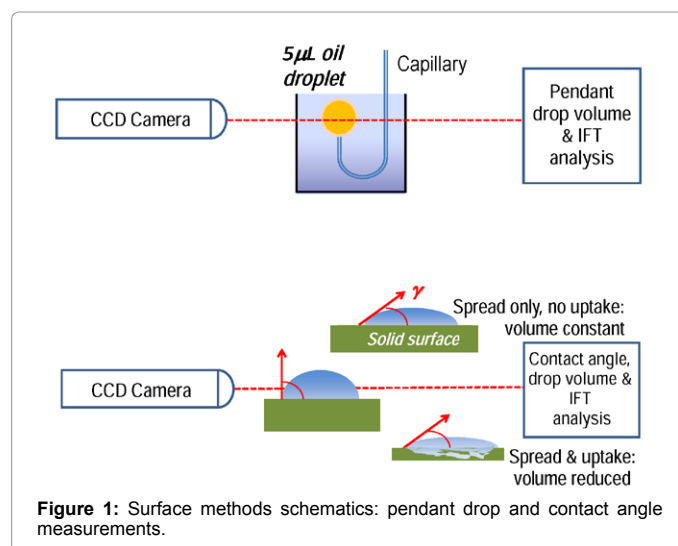 5μL oil
droplet
Capillary
CCD Camera
Pendant
drop volume
& IFT
analysis
γ
Spread only, no uptake:
volume constant
Solid surface
CCD Camera
Contact angle,
drop volume &
IFT
analysis
Spread & uptake:
volume reduced
Figure 1: Surface methods schematics: pendant drop and contact angle
measurements.